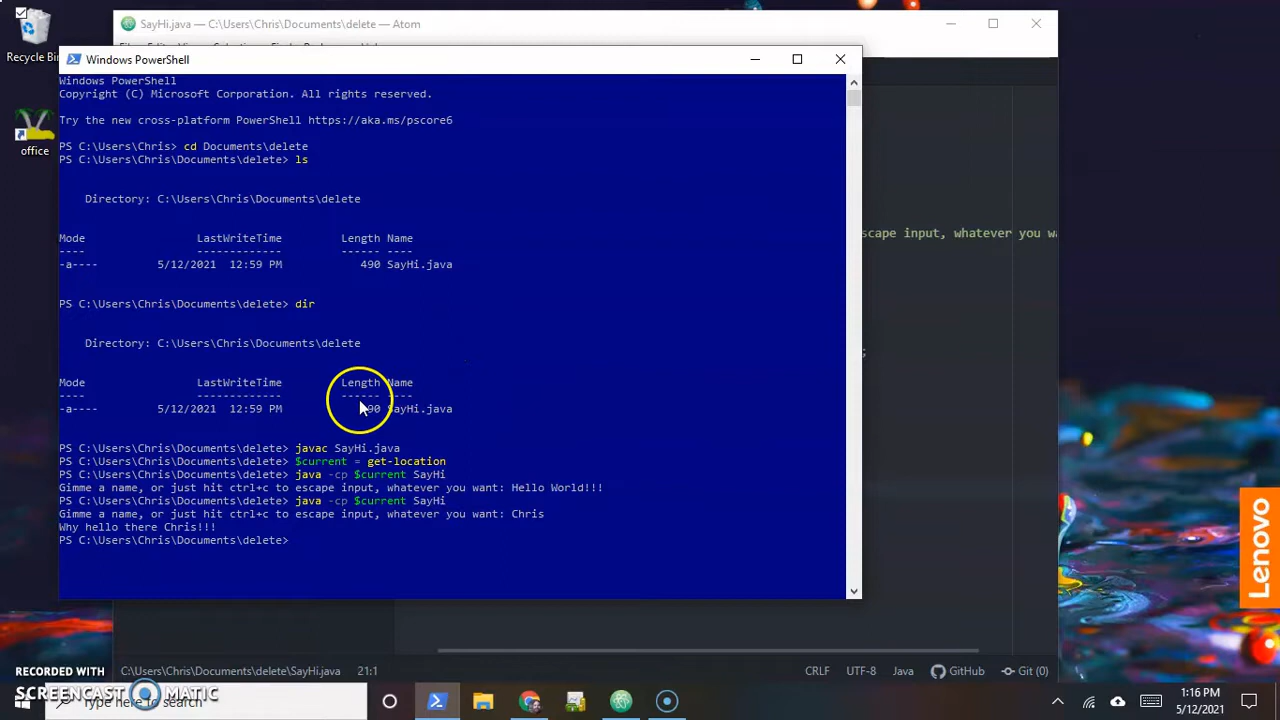 SayHi.java — C:\Users\Chris\Documents\delete — Atom
Recycle Bin
Windows PowerShell
Windows PowerShell
Copyright (C) Microsoft Corporation. All rights reserved.
Try the new cross-platform PowerShell https://aka.ms/pscore6
office
PS C:\Users\Chris> cd Documents\delete
PS C:\Users\Chris\Documents\delete> ls
Directory: C:\Users\Chris\Documents\delete
Mode LastWriteTime Length Name
---- ------------- ------ ----
-a---- 5/12/2021 12:59 PM 490 SayHi.java
scape input, whatever you wa
PS C:\Users\Chris\Documents\delete> dir
Directory: C:\Users\Chris\Documents\delete
;
Mode LastWriteTime Length Name
---- ------------- ------ ----
-a---- 5/12/2021 12:59 PM 490 SayHi.java
PS C:\Users\Chris\Documents\delete> javac SayHi.java
PS C:\Users\Chris\Documents\delete> $current = get-location
PS C:\Users\Chris\Documents\delete> java -cp $current SayHi
Gimme a name, or just hit ctrl+c to escape input, whatever you want: Hello World!!!
PS C:\Users\Chris\Documents\delete> java -cp $current SayHi
Gimme a name, or just hit ctrl+c to escape input, whatever you want: Chris
Why hello there Chris!!!
PS C:\Users\Chris\Documents\delete>
Lenovo
C:\Users\Chris\Documents\delete\SayHi.java 21:1 CRLF UTF-8 Java GitHub Git (0)
RECORDED WITH
SCREENCAST MATIC
Type here to search
1:16 PM
5/12/2021